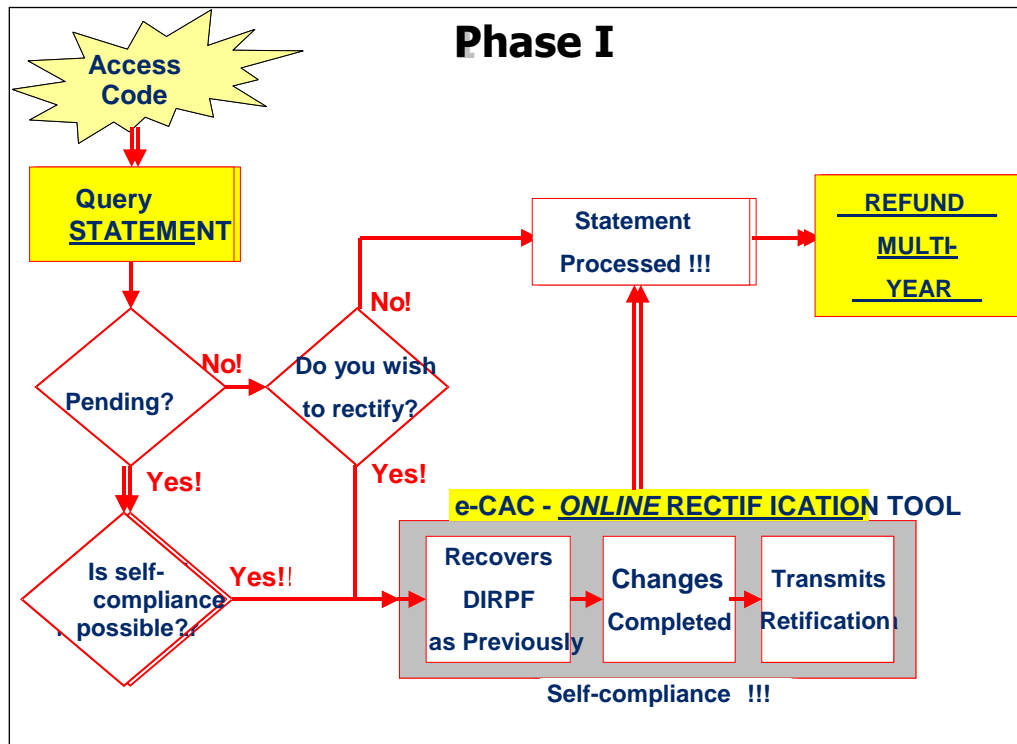 Phase I
Access
Code
Query
STATEMENT
Statement
Processed !!!
REFUND
MULTI-
YEAR
No!
No!
Do you wish
to rectify?
Pending?
Yes!
Yes!
e-CAC - ONLINE RECTIF ICATION TOOL
Is self-
compliance
possible?
Yes!!
Recovers
DIRPF
as Previously
Changes
Completed
Transmits
Retification
Self-compliance !!!